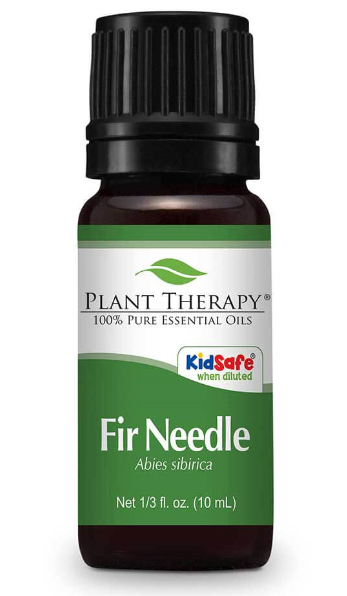 PLANT THERAPY®
100% PURE ESSENTIAL OILS
KidSafe®
when diluted
Fir Needle
Abies sibirica
Net 1/3 fl. oz. (10 mL)